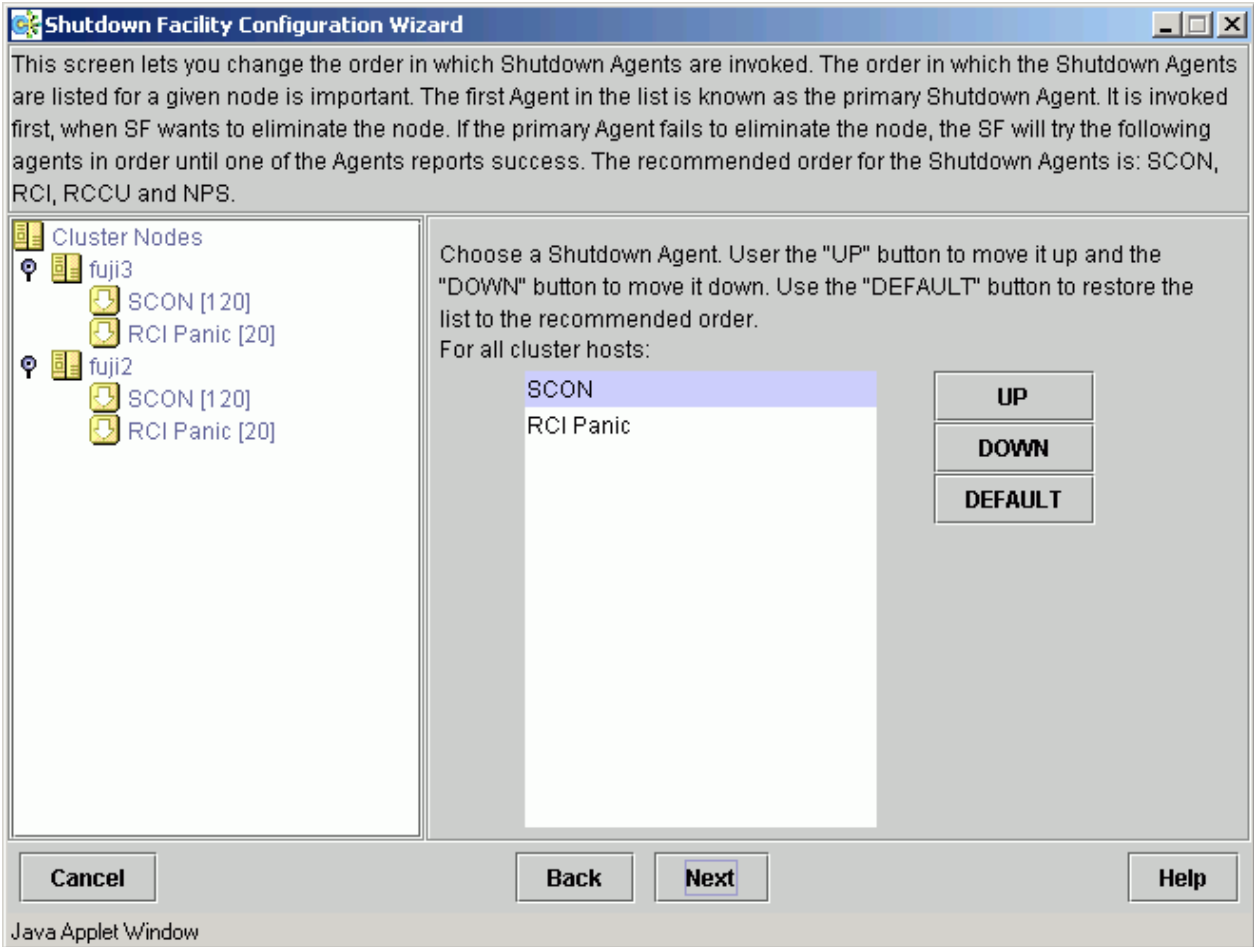 Shutdown Facility Configuration Wizard
This screen lets you change the order in which Shutdown Agents are invoked. The order in which the Shutdown Agents
are listed for a given node is important. The first Agent in the list is known as the primary Shutdown Agent. It is invoked
first, when SF wants to eliminate the node. If the primary Agent fails to eliminate the node, the SF will try the following
agents in order until one of the Agents reports success. The recommended order for the Shutdown Agents is: SCON,
RCI, RCCU and NPS.
Cluster Nodes
fuji3
SCON [120]
RCI Panic [20]
fuji2
SCON [120]
RCI Panic [20]
Choose a Shutdown Agent. User the "UP" button to move it up and the
"DOWN" button to move it down. Use the "DEFAULT" button to restore the
list to the recommended order.
For all cluster hosts:
SCON
RCI Panic
UP
DOWN
DEFAULT
Cancel
Back
Next
Help
Java Applet Window